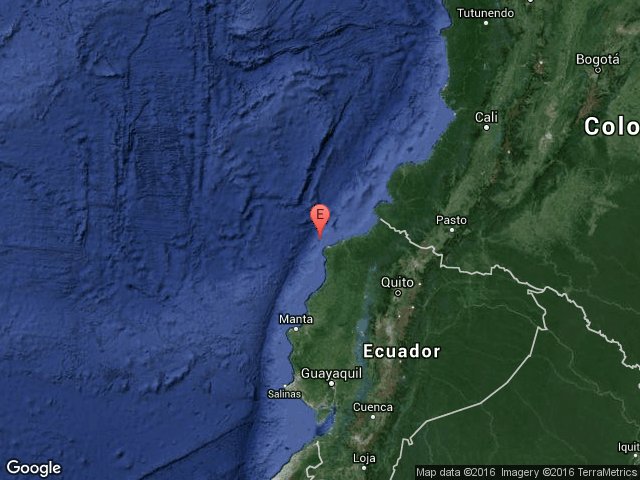 Tutunendo
Bogotá
Cali
Colo
E
Pasto
Quito
Manta
Ecuador
Guayaquil
Salinas
Cuenca
Iquit
Loja
Google
Map data ©2016 Imagery ©2016 TerraMetrics